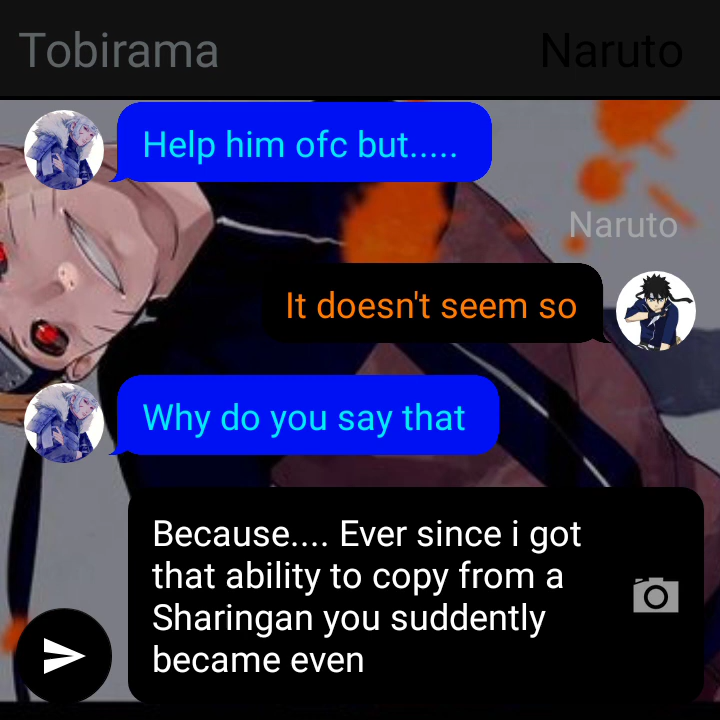 Tobirama Naruto
Help him ofc but.....
Naruto
It doesn't seem so
Why do you say that
Because.... Ever since i got
that ability to copy from a
Sharingan you suddently
became even